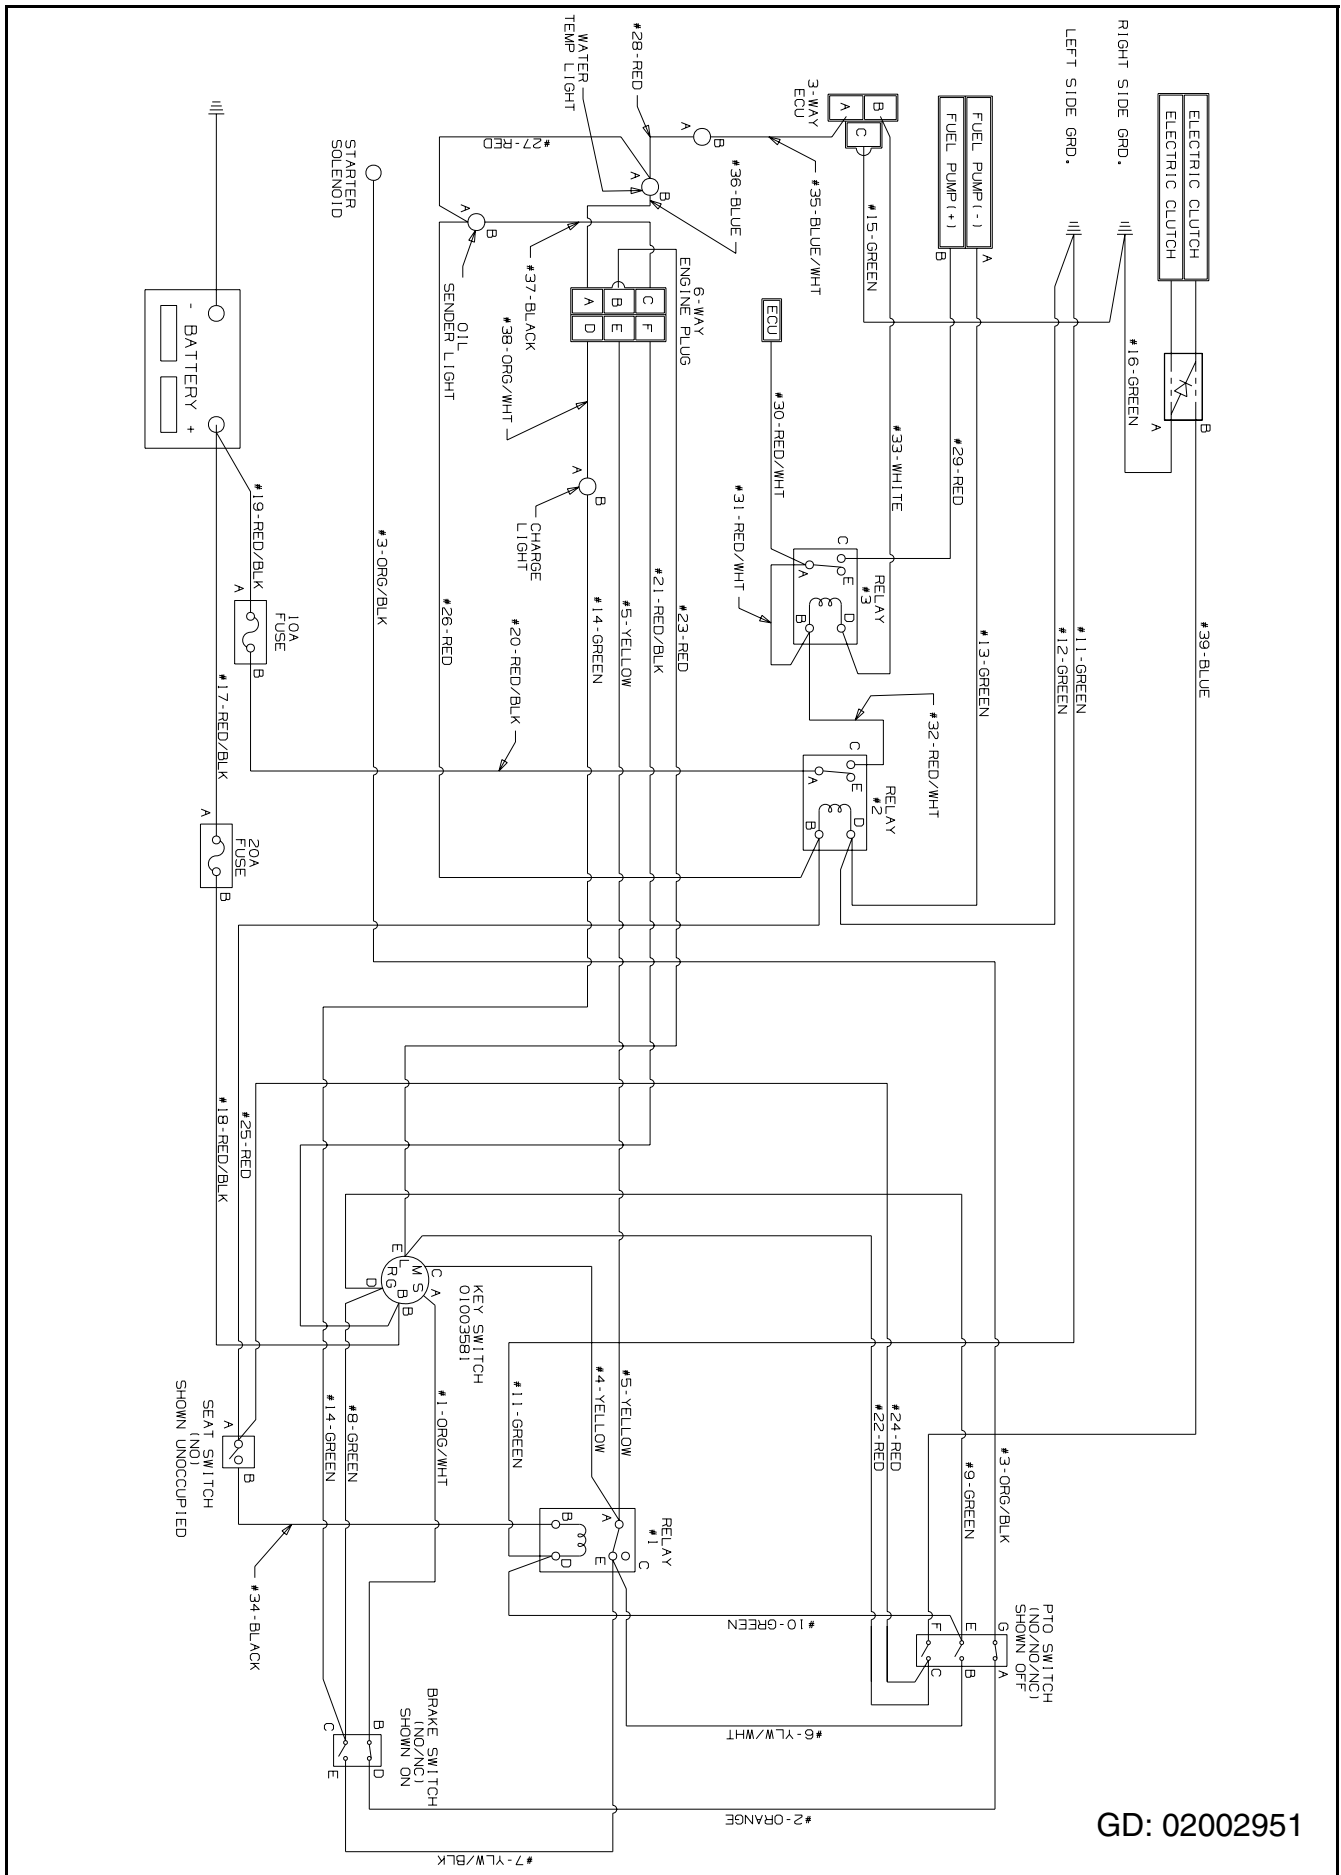 RIGHT SIDE GRD.
LEFT SIDE GRD.
ELECTRIC CLUTCH
ELECTRIC CLUTCH
A
B
#16-GREEN
#39-BLUE
FUEL PUMP(-)
FUEL PUMP(+)
B
A
3-WAY
ECU
A
B
C
#15-GREEN
#35-BLUE/WHT
A
B
#28-RED
WATER
TEMP LIGHT
A
B
#36-BLUE
#27-RED
STARTER
SOLENOID
A
B
OIL
SENDER LIGHT
#37-BLACK
#38-ORG/WHT
6-WAY
ENGINE PLUG
C
F
B
E
A
D
ECU
#30-RED/WHT
#31-RED/WHT
#33-WHITE
#29-RED
#13-GREEN
#11-GREEN
#12-GREEN
RELAY
#3
C
E
A
B
D
#32-RED/WHT
RELAY
#2
C
E
A
B
D
- BATTERY +
#19-RED/BLK
#3-ORG/BLK
A
B
10A
FUSE
#17-RED/BLK
A
B
20A
FUSE
A
B
CHARGE
LIGHT
#26-RED
#20-RED/BLK
#14-GREEN
#5-YELLOW
#21-RED/BLK
#23-RED
#18-RED/BLK
#25-RED
E
L
M
S
C
A
D
RG
B
B
KEY SWITCH
01003581
#1-ORG/WHT
#8-GREEN
#14-GREEN
#11-GREEN
#4-YELLOW
#5-YELLOW
#22-RED
#24-RED
#9-GREEN
#3-ORG/BLK
A
B
SEAT SWITCH
(NO)
SHOWN UNOCCUPIED
#34-BLACK
RELAY
#1
A
B
C
D
E
#10-GREEN
PTO SWITCH
(NO/NO/NC)
SHOWN OFF
G
E
F
A
B
C
#6-YLW/WHT
BRAKE SWITCH
(NO/NC)
SHOWN ON
B
C
D
E
#2-ORANGE
#7-YLW/BLK
GD: 02002951